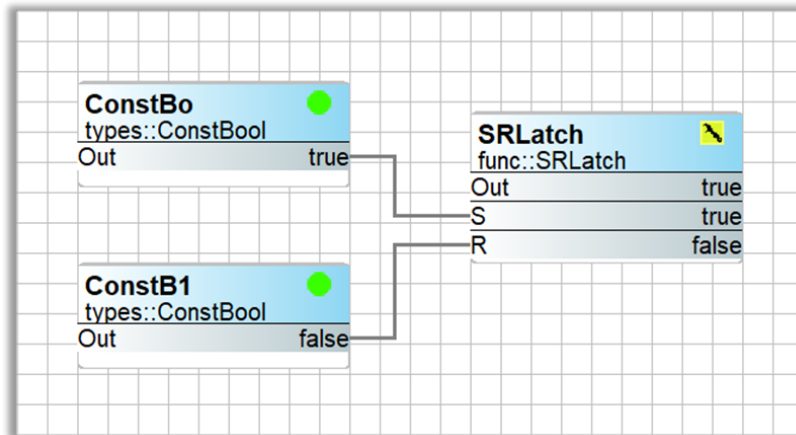 ConstBo
types::ConstBool
Out true
ConstB1
types::ConstBool
Out false
SRLatch
func::SRLatch
Out true
S true
R false